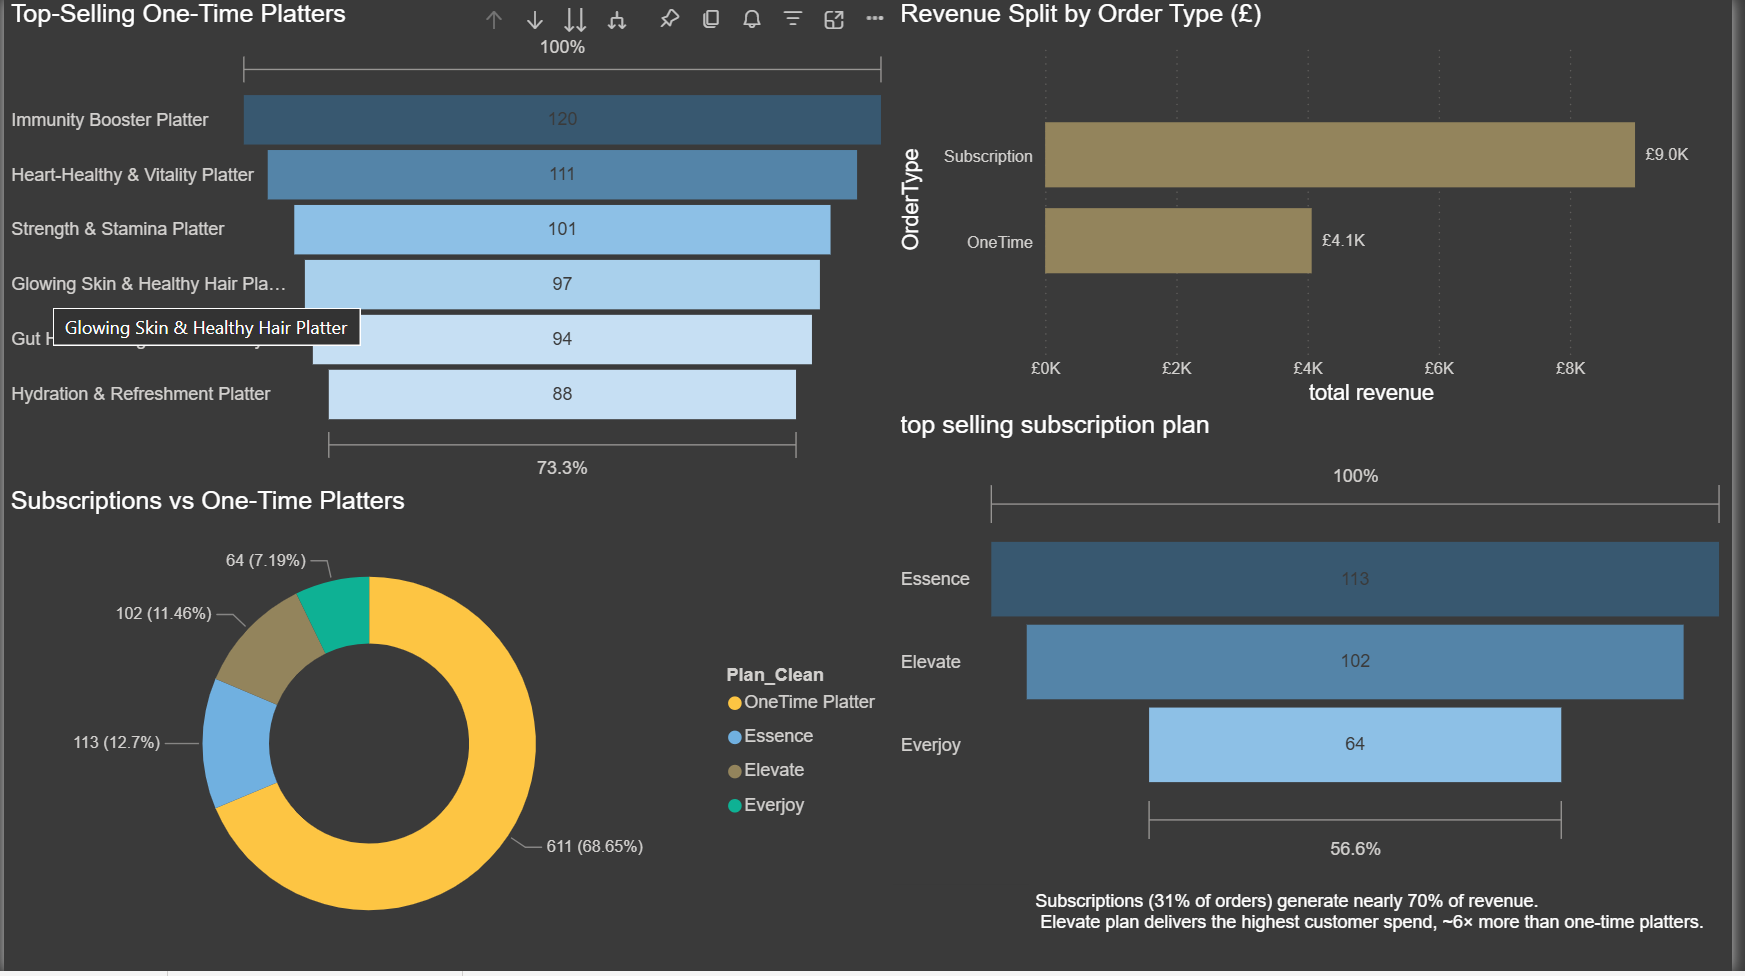 Top-Selling One-Time Platters
100%
Immunity Booster Platter
120
Heart-Healthy & Vitality Platter
111
Strength & Stamina Platter
101
Glowing Skin & Healthy Hair Pla...
97
Glowing Skin & Healthy Hair Platter
Gut
94
Hydration & Refreshment Platter
88
73.3%
Revenue Split by Order Type (£)
OrderType
Subscription
£9.0K
OneTime
£4.1K
£0K £2K £4K £6K £8K
total revenue
Subscriptions vs One-Time Platters
64 (7.19%)
102 (11.46%)
113 (12.7%)
611 (68.65%)
Plan_Clean
OneTime Platter
Essence
Elevate
Everjoy
top selling subscription plan
100%
Essence
113
Elevate
102
Everjoy
64
56.6%
Subscriptions (31% of orders) generate nearly 70% of revenue.
Elevate plan delivers the highest customer spend, ~6× more than one-time platters.